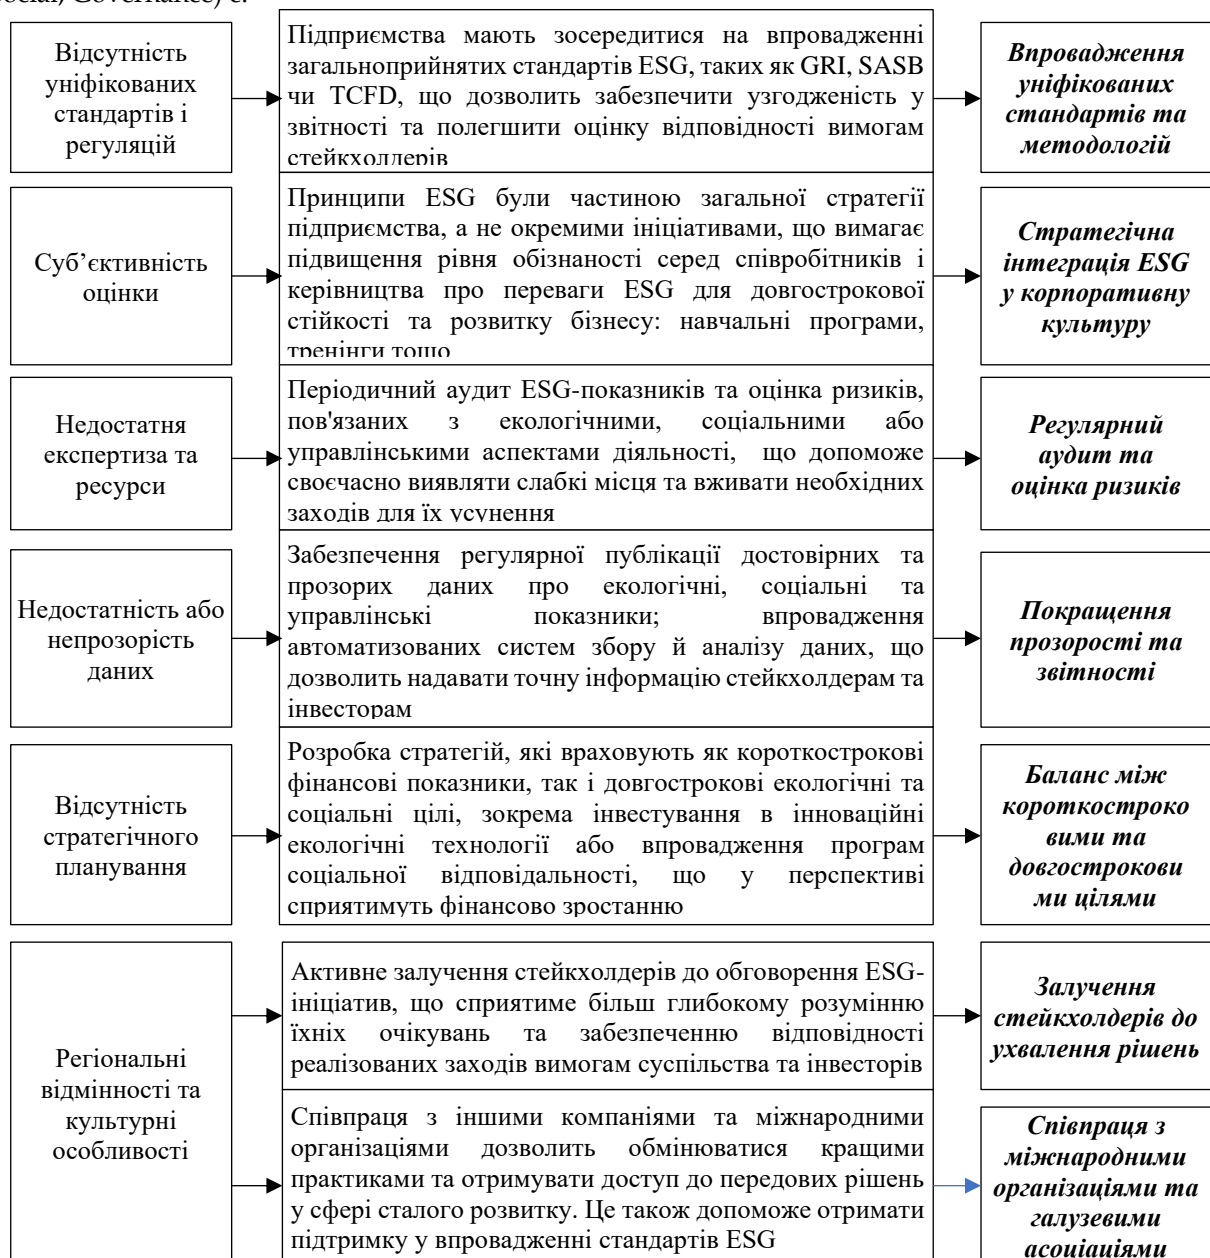 Social, Governance) є:
Відсутність
уніфікованих
стандартів і
регуляцій
Підприємства мають зосередитися на впровадженні
загальноприйнятих стандартів ESG, таких як GRI, SASB
чи TCFD, що дозволить забезпечити узгодженість у
звітності та полегшити оцінку відповідності вимогам
стейкхолдерів
Впровадження
уніфікованих
стандартів та
методологій
Суб’єктивність
оцінки
Принципи ESG були частиною загальної стратегії
підприємства, а не окремими ініціативами, що вимагає
підвищення рівня обізнаності серед співробітників і
керівництва про переваги ESG для довгострокової
стійкості та розвитку бізнесу: навчальні програми,
тренінги тощо
Стратегічна
інтеграція ESG
у корпоративну
культуру
Недостатня
експертиза та
ресурси
Періодичний аудит ESG-показників та оцінка ризиків,
пов'язаних з екологічними, соціальними або
управлінськими аспектами діяльності, що допоможе
своєчасно виявляти слабкі місця та вживати необхідних
заходів для їх усунення
Регулярний
аудит та
оцінка ризиків
Недостатність або
непрозорість
даних
Забезпечення регулярної публікації достовірних та
прозорих даних про екологічні, соціальні та
управлінські показники; впровадження
автоматизованих систем збору й аналізу даних, що
дозволить надавати точну інформацію стейкхолдерам та
інвесторам
Покращення
прозорості та
звітності
Відсутність
стратегічного
планування
Розробка стратегій, які враховують як короткострокові
фінансові показники, так і довгострокові екологічні та
соціальні цілі, зокрема інвестування в інноваційні
екологічні технології або впровадження програм
соціальної відповідальності, що у перспективі
сприятимуть фінансово зростанню
Баланс між
короткостроко
вими та
довгострокови
ми цілями
Регіональні
відмінності та
культурні
особливості
Активне залучення стейкхолдерів до обговорення ESG-
ініціатив, що сприятиме більш глибокому розумінню
їхніх очікувань та забезпеченню відповідності
реалізованих заходів вимогам суспільства та інвесторів
Залучення
стейкхолдерів до
ухвалення рішень
Співпраця з іншими компаніями та міжнародними
організаціями дозволить обмінюватися кращими
практиками та отримувати доступ до передових рішень
у сфері сталого розвитку. Це також допоможе отримати
підтримку у впровадженні стандартів ESG
Співпраця з
міжнародними
організаціями та
галузевими
асоціаціями